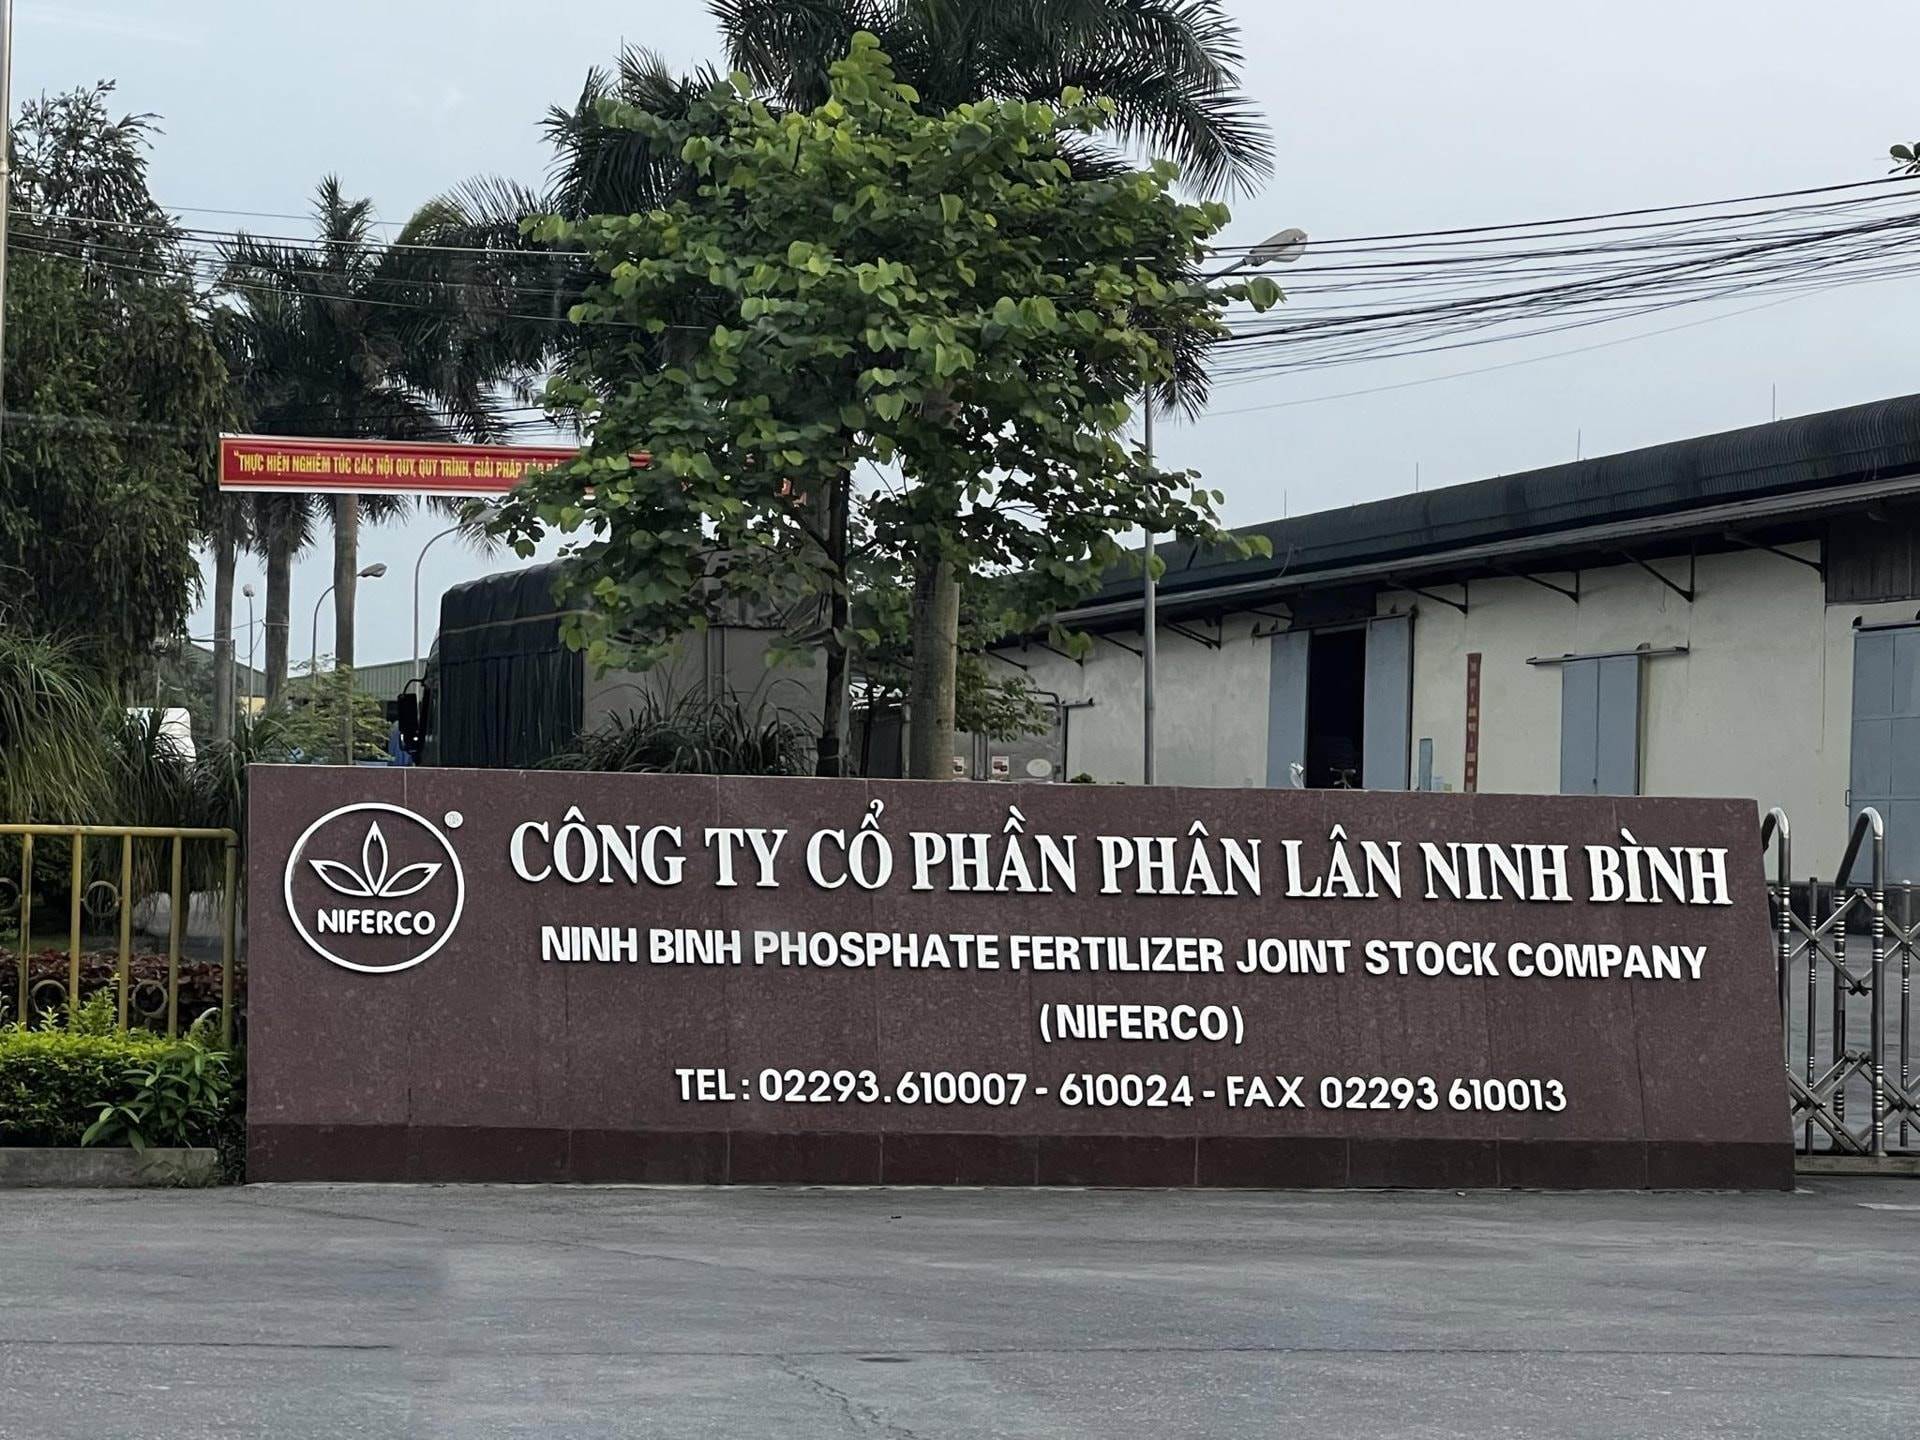 "THỰC HIỆN NGHIÊM TÚC CÁC NỘI QUY, QUY TRÌNH, GIẢI PHÁP
NIFERCO
CÔNG TY CỔ PHẦN PHÂN LÂN NINH BÌNH
NINH BINH PHOSPHATE FERTILIZER JOINT STOCK COMPANY
(NIFERCO)
TEL: 02293.610007 - 610024 - FAX 02293 610013